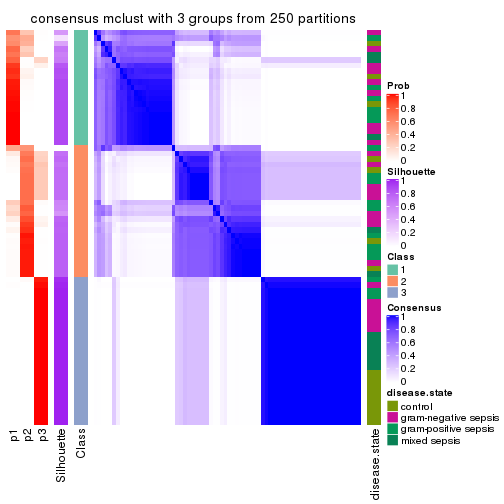 consensus mclust with 3 groups from 250 partitions
Prob
1
0.8
0.6
0.4
0.2
0
Silhouette
1
0.8
0.6
0.4
0.2
0
Class
1
2
3
Consensus
1
0.8
0.6
0.4
0.2
0
disease.state
control
gram-negative sepsis
gram-positive sepsis
mixed sepsis
p1
p2
p3
Silhouette
Class
disease.state